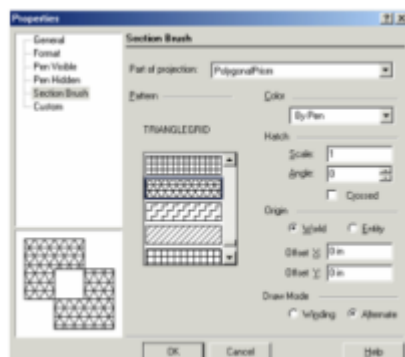 Properties
General
Format
Pen Visible
Pen Hidden
Section Brush
Custom
Section Brush
Part of projection: PolygonalPrism
Pattern
TRIANGLEGRID
Color
By Pen
Hatch
Scale: 1
Angle: 0
Crossed
Origin
World Entity
Offset X: 0 in
Offset Y: 0 in
Draw Mode
Winding Alternate
OK Cancel Help